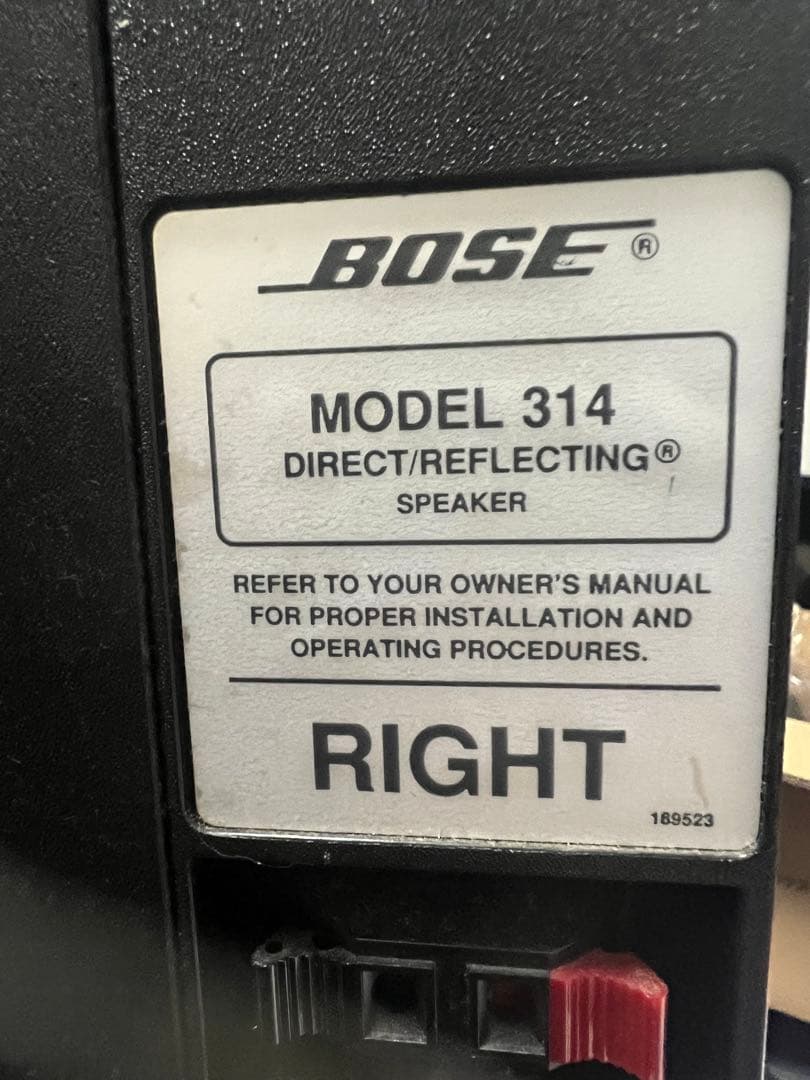 BOSE®
MODEL 314
DIRECT/REFLECTING®
SPEAKER
REFER TO YOUR OWNER'S MANUAL
FOR PROPER INSTALLATION AND
OPERATING PROCEDURES.
RIGHT
189523